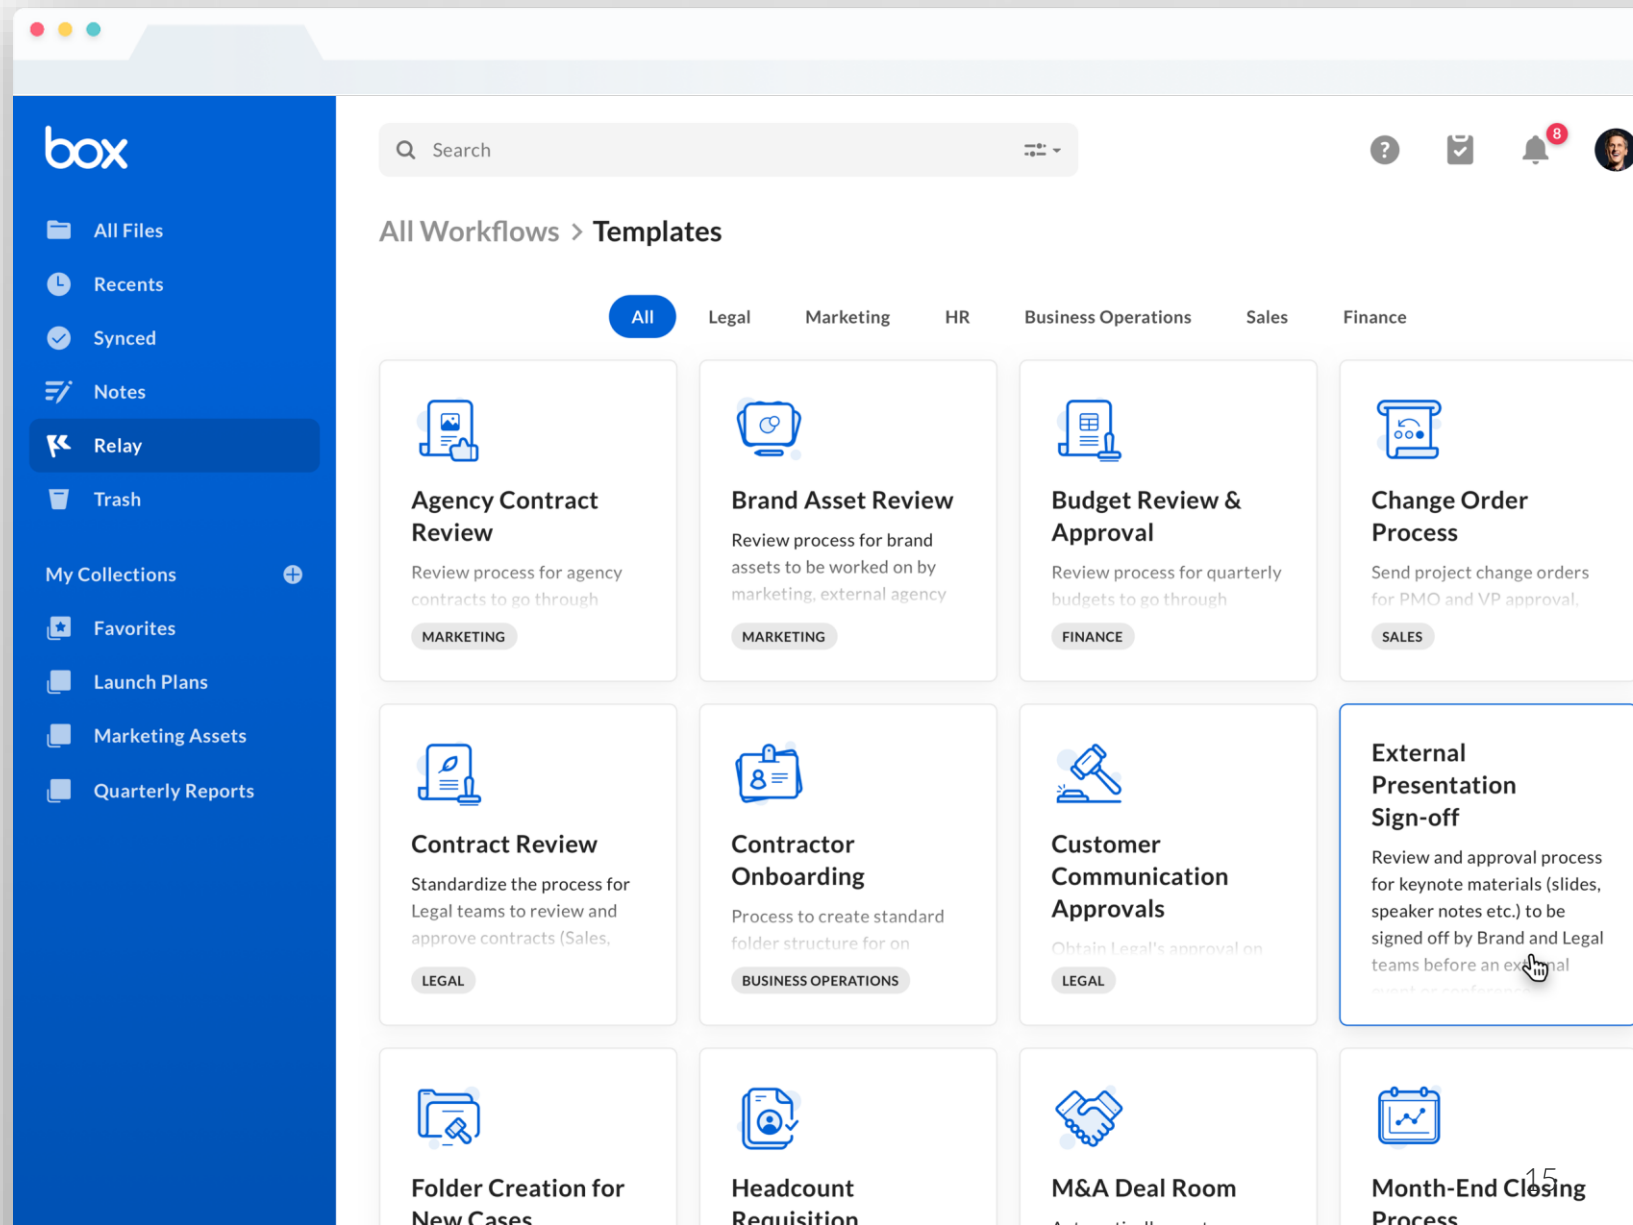 box
Search
8
All Files
Recents
Synced
Notes
Relay
Trash
My Collections
Favorites
Launch Plans
Marketing Assets
Quarterly Reports
All Workflows > Templates
All Legal Marketing HR Business Operations Sales Finance
Agency Contract
Review
Review process for agency
contracts to go through
MARKETING
Brand Asset Review
Review process for brand
assets to be worked on by
marketing, external agency
MARKETING
Budget Review &
Approval
Review process for quarterly
budgets to go through
FINANCE
Change Order
Process
Send project change orders
for PMO and VP approval,
SALES
Contract Review
Standardize the process for
Legal teams to review and
approve contracts (Sales,
LEGAL
Contractor
Onboarding
Process to create standard
folder structure for on
BUSINESS OPERATIONS
Customer
Communication
Approvals
Obtain Legal's approval on
LEGAL
External
Presentation
Sign-off
Review and approval process
for keynote materials (slides,
speaker notes etc.) to be
signed off by Brand and Legal
teams before an external
event or conference
Folder Creation for
New Cases
Headcount
Requisition
M&A Deal Room
Month-End Closing
Process
15